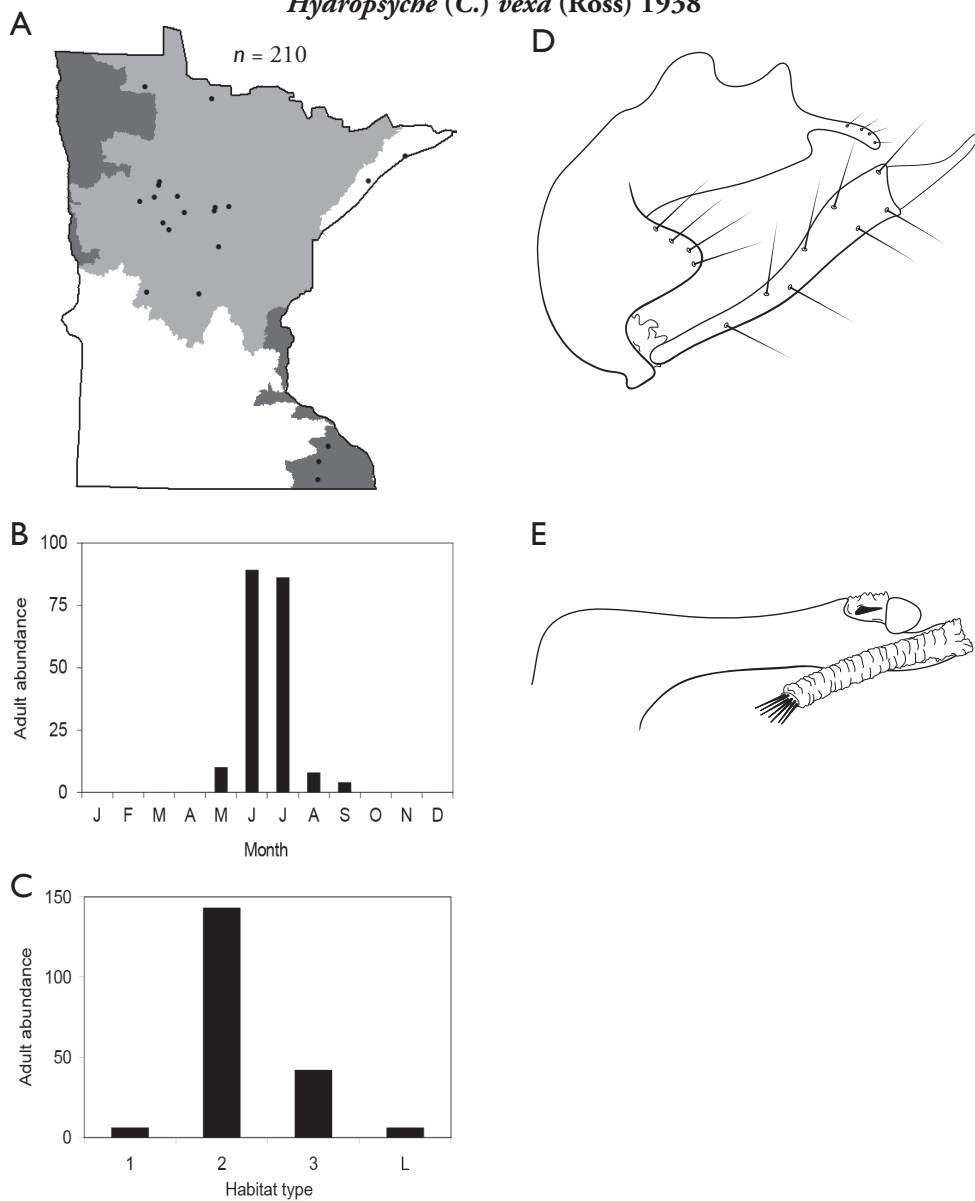 Hydropsyche (C.) vexa (Ross) 1938
A
n = 210
D
B
100
75
50
25
0
Adult abundance
J F M A M J J A S O N D
Month
E
C
150
100
50
0
Adult abundance
1 2 3 L
Habitat type